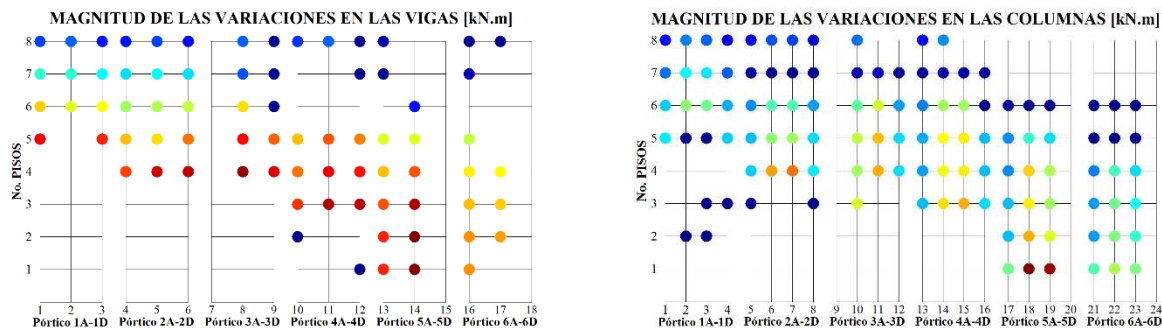 MAGNITUD DE LAS VARIACIONES EN LAS VIGAS [kN.m]
8
7
6
5
4
3
2
1
No. PISOS
1 2 3 4 5 6 7 8 9 10 11 12 13 14 15 16 17 18
Pórtico 1A-1D Pórtico 2A-2D Pórtico 3A-3D Pórtico 4A-4D Pórtico 5A-5D Pórtico 6A-6D
MAGNITUD DE LAS VARIACIONES EN LAS COLUMNAS [kN.m]
8
7
6
5
4
3
2
1
No. PISOS
1 2 3 4 5 6 7 8 9 10 11 12 13 14 15 16 17 18 19 20 21 22 23 24
Pórtico 1A-1D Pórtico 2A-2D Pórtico 3A-3D Pórtico 4A-4D Pórtico 5A-5D Pórtico 6A-6D